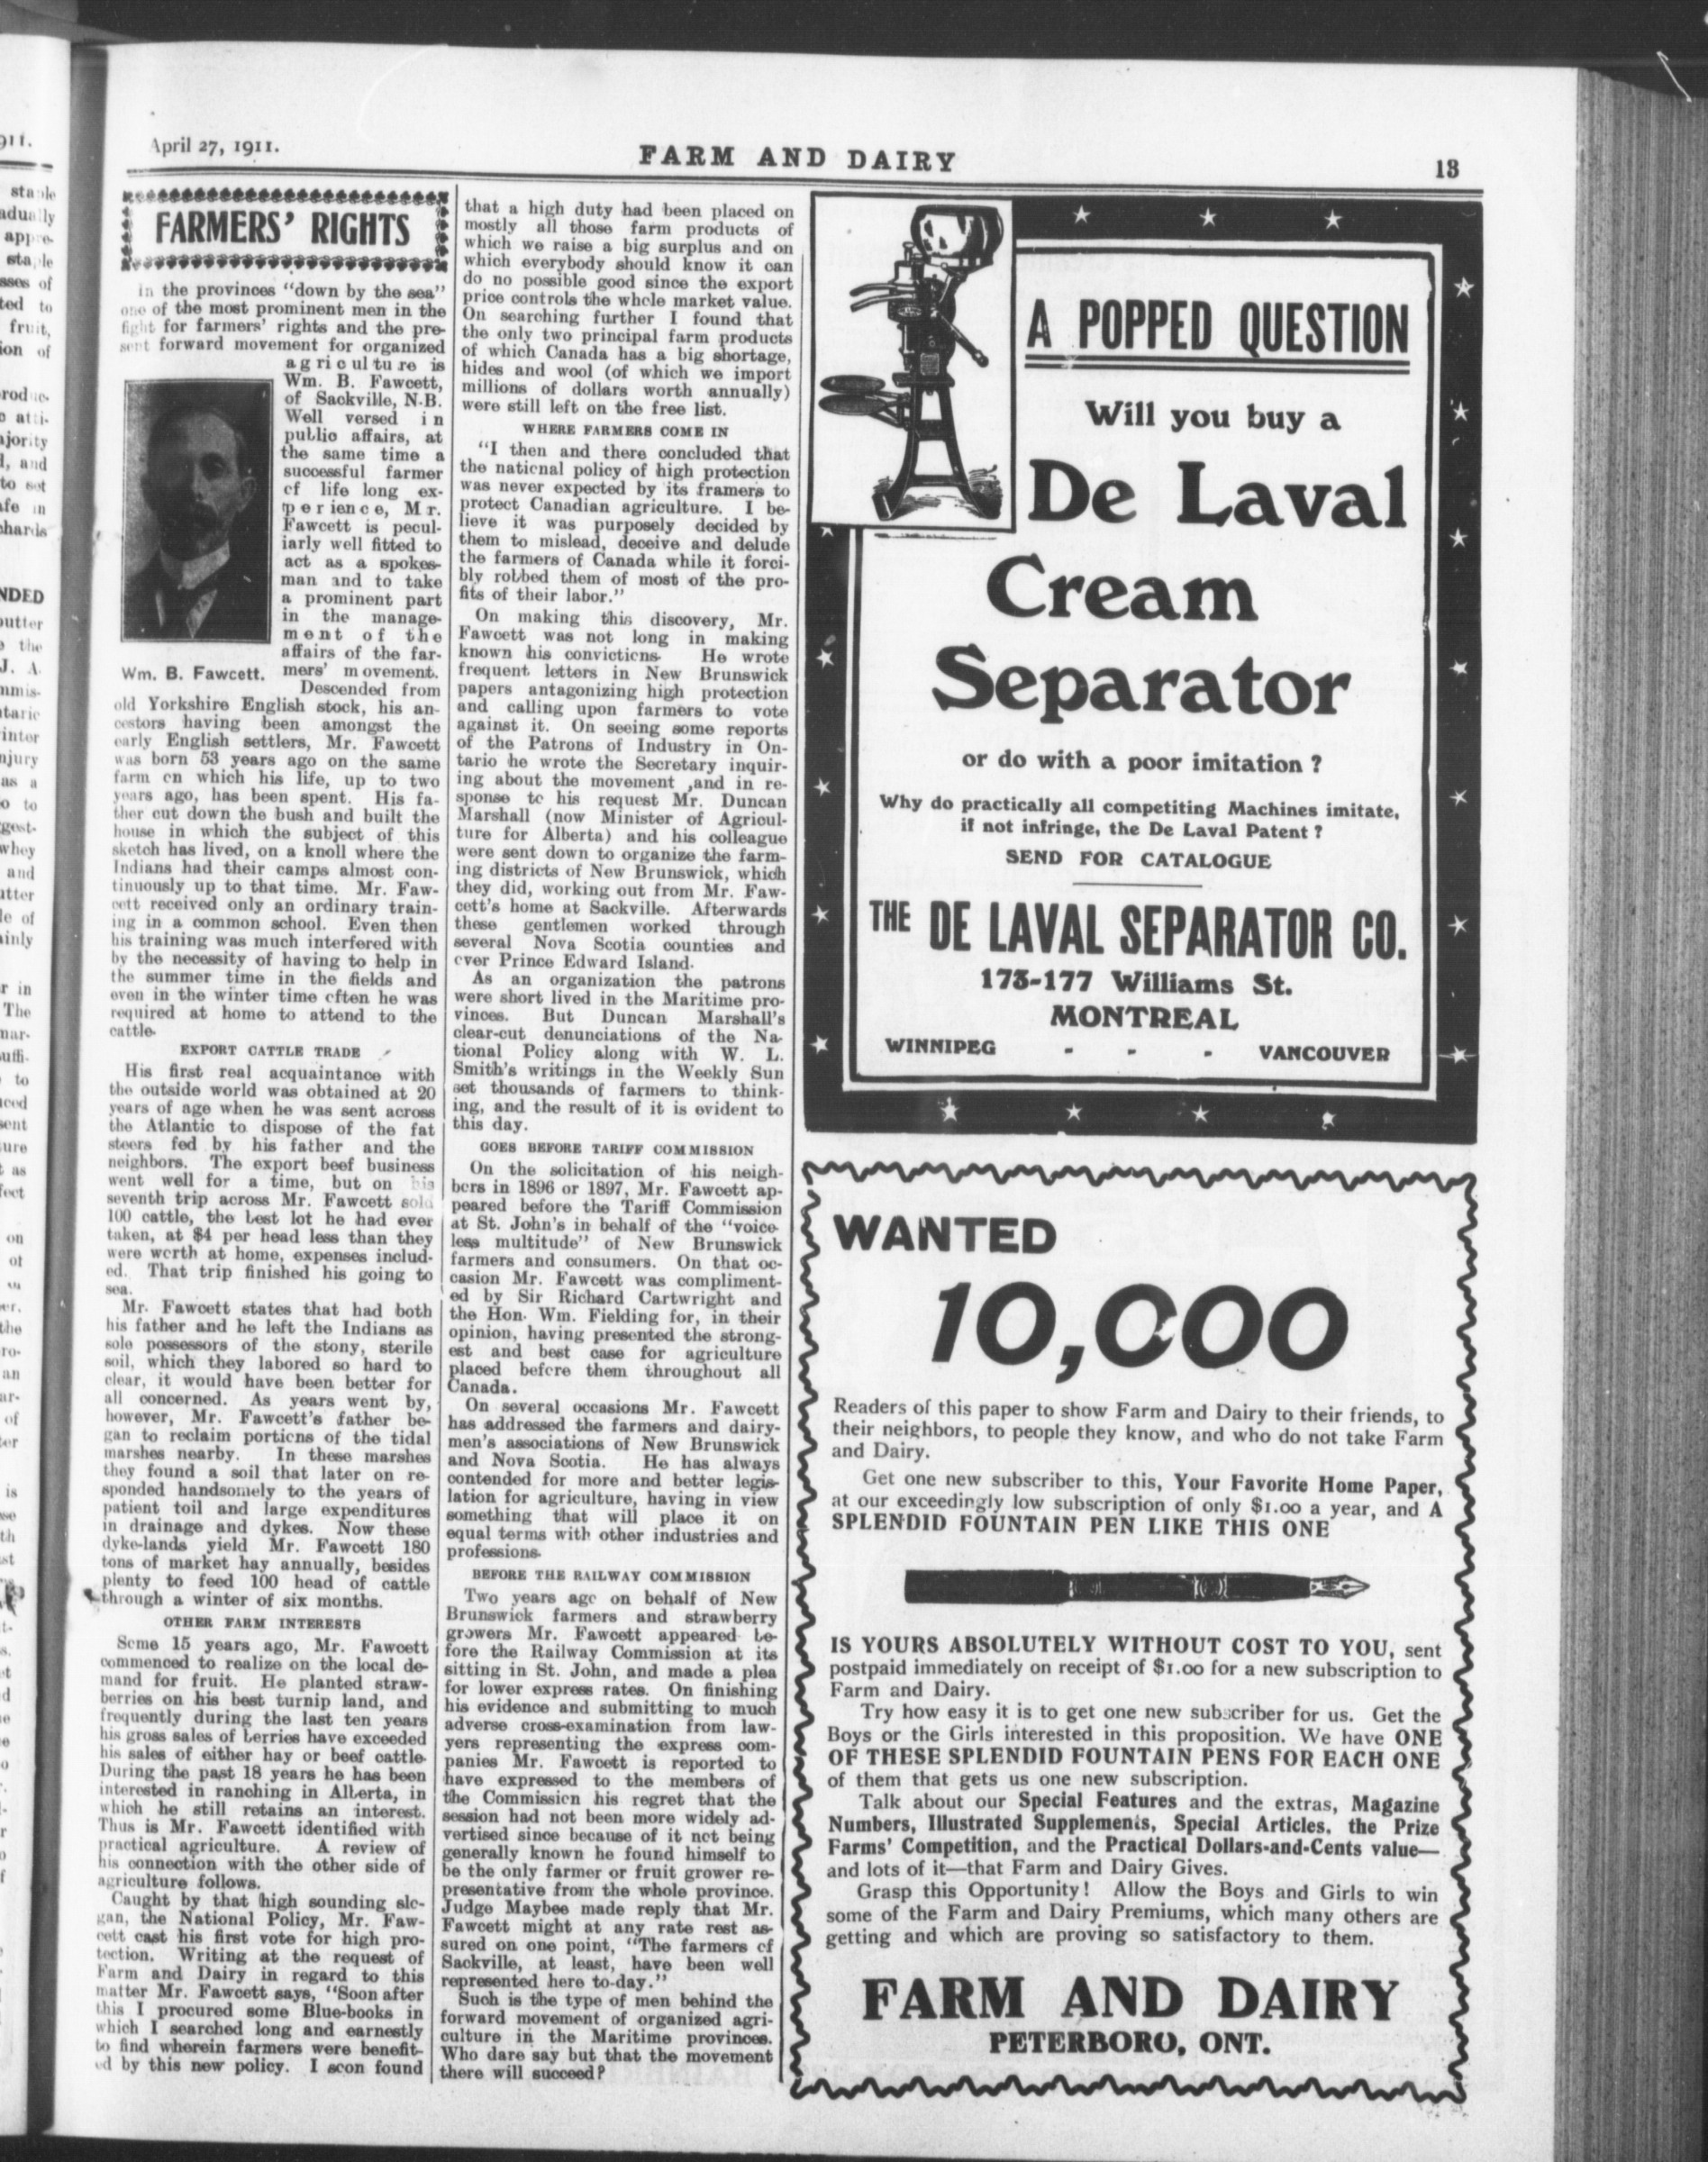 April 27, 1911.
FARM AND DAIRY
13
FARMERS' RIGHTS
In the provinces "down by the sea"
one of the most prominent men in the
fight for farmers' rights and the pre-
sent forward movement for organized
agriculture is
Wm. B. Fawcett,
of Sackville, N.B.
Well versed in
public affairs, at
the same time a
successful farmer
of life long ex-
perience, Mr.
Fawcett is pecul-
iarly well fitted to
act as a spokes-
man and to take
a prominent part
in the manage-
ment of the
affairs of the far-
mers' movement.
Wm. B. Fawcett.
Descended from
old Yorkshire English stock, his an-
cestors having been amongst the
early English settlers, Mr. Fawcett
was born 53 years ago on the same
farm on which his life, up to two
years ago, has been spent. His fa-
ther cut down the bush and built the
house in which the subject of this
sketch has lived, on a knoll where the
Indians had their camps almost con-
tinuously up to that time. Mr. Faw-
cett received only an ordinary train-
ing in a common school. Even then
his training was much interfered with
by the necessity of having to help in
the summer time in the fields and
even in the winter time often he was
required at home to attend to the
cattle.
EXPORT CATTLE TRADE
His first real acquaintance with
the outside world was obtained at 20
years of age when he was sent across
the Atlantic to dispose of the fat
steers fed by his father and the
neighbors. The export beef business
went well for a time, but on his
seventh trip across Mr. Fawcett sold
100 cattle, the best lot he had ever
taken, at $4 per head less than they
were worth at home, expenses includ-
ed. That trip finished his going to
sea.
Mr. Fawcett states that had both
his father and he left the Indians as
sole possessors of the stony, sterile
soil, which they labored so hard to
clear, it would have been better for
all concerned. As years went by,
however, Mr. Fawcett's father be-
gan to reclaim portions of the tidal
marshes nearby. In these marshes
they found a soil that later on re-
sponded handsomely to the years of
patient toil and large expenditures
in drainage and dykes. Now these
dyke-lands yield Mr. Fawcett 180
tons of market hay annually, besides
plenty to feed 100 head of cattle
through a winter of six months.
OTHER FARM INTERESTS
Some 15 years ago, Mr. Fawcett
commenced to realize on the local de-
mand for fruit. He planted straw-
berries on his best turnip land, and
frequently during the last ten years
his gross sales of berries have exceeded
his sales of either hay or beef cattle.
During the past 18 years he has been
interested in ranching in Alberta, in
which he still retains an interest.
Thus is Mr. Fawcett identified with
practical agriculture. A review of
his connection with the other side of
agriculture follows.
Caught by that high sounding slo-
gan, the National Policy, Mr. Faw-
cett cast his first vote for high pro-
tection. Writing at the request of
Farm and Dairy in regard to this
matter Mr. Fawcett says, "Soon after
this I procured some Blue-books in
which I searched long and earnestly
to find wherein farmers were benefit-
ed by this new policy. I soon found
that a high duty had been placed on
mostly all those farm products of
which we raise a big surplus and on
which everybody should know it can
do no possible good since the export
price controls the whole market value.
On searching further I found that
the only two principal farm products
of which Canada has a big shortage,
hides and wool (of which we import
millions of dollars worth annually)
were still left on the free list.
WHERE FARMERS COME IN
"I then and there concluded that
the national policy of high protection
was never expected by its framers to
protect Canadian agriculture. I be-
lieve it was purposely decided by
them to mislead, deceive and delude
the farmers of Canada while it forci-
bly robbed them of most of the pro-
fits of their labor."
On making this discovery, Mr.
Fawcett was not long in making
known his convictions. He wrote
frequent letters in New Brunswick
papers antagonizing high protection
and calling upon farmers to vote
against it. On seeing some reports
of the Patrons of Industry in On-
tario he wrote the Secretary inquir-
ing about the movement ,and in re-
sponse to his request Mr. Duncan
Marshall (now Minister of Agricul-
ture for Alberta) and his colleague
were sent down to organize the farm-
ing districts of New Brunswick, which
they did, working out from Mr. Faw-
cett's home at Sackville. Afterwards
these gentlemen worked through
several Nova Scotia counties and
over Prince Edward Island.
As an organization the patrons
were short lived in the Maritime pro-
vinces. But Duncan Marshall's
clear-cut denunciations of the Na-
tional Policy along with W. L.
Smith's writings in the Weekly Sun
set thousands of farmers to think-
ing, and the result of it is evident to
this day.
GOES BEFORE TARIFF COMMISSION
On the solicitation of his neigh-
bors in 1896 or 1897, Mr. Fawcett ap-
peared before the Tariff Commission
at St. John's in behalf of the "voice-
less multitude" of New Brunswick
farmers and consumers. On that oc-
casion Mr. Fawcett was compliment-
ed by Sir Richard Cartwright and
the Hon. Wm. Fielding for, in their
opinion, having presented the strong-
est and best case for agriculture
placed before them throughout all
Canada.
On several occasions Mr. Fawcett
has addressed the farmers and dairy-
men's associations of New Brunswick
and Nova Scotia. He has always
contended for more and better legis-
lation for agriculture, having in view
something that will place it on
equal terms with other industries and
professions.
BEFORE THE RAILWAY COMMISSION
Two years ago on behalf of New
Brunswick farmers and strawberry
growers Mr. Fawcett appeared be-
fore the Railway Commission at its
sitting in St. John, and made a plea
for lower express rates. On finishing
his evidence and submitting to much
adverse cross-examination from law-
yers representing the express com-
panies Mr. Fawcett is reported to
have expressed to the members of
the Commission his regret that the
session had not been more widely ad-
vertised since because of it not being
generally known he found himself to
be the only farmer or fruit grower re-
presentative from the whole province.
Judge Maybee made reply that Mr.
Fawcett might at any rate rest as-
sured on one point, "The farmers of
Sackville, at least, have been well
represented here to-day."
Such is the type of men behind the
forward movement of organized agri-
culture in the Maritime provinces.
Who dare say but that the movement
there will succeed?
A POPPED QUESTION
Will you buy a
De Laval
Cream
Separator
or do with a poor imitation ?
Why do practically all competiting Machines imitate,
if not infringe, the De Laval Patent ?
SEND FOR CATALOGUE
THE DE LAVAL SEPARATOR CO.
173-177 Williams St.
MONTREAL
WINNIPEG - - - VANCOUVER
WANTED
10,000
Readers of this paper to show Farm and Dairy to their friends, to
their neighbors, to people they know, and who do not take Farm
and Dairy.
Get one new subscriber to this, Your Favorite Home Paper,
at our exceedingly low subscription of only $1.00 a year, and A
SPLENDID FOUNTAIN PEN LIKE THIS ONE
IS YOURS ABSOLUTELY WITHOUT COST TO YOU, sent
postpaid immediately on receipt of $1.00 for a new subscription to
Farm and Dairy.
Try how easy it is to get one new subscriber for us. Get the
Boys or the Girls interested in this proposition. We have ONE
OF THESE SPLENDID FOUNTAIN PENS FOR EACH ONE
of them that gets us one new subscription.
Talk about our Special Features and the extras, Magazine
Numbers, Illustrated Supplements, Special Articles, the Prize
Farms' Competition, and the Practical Dollars-and-Cents value—
and lots of it—that Farm and Dairy Gives.
Grasp this Opportunity! Allow the Boys and Girls to win
some of the Farm and Dairy Premiums, which many others are
getting and which are proving so satisfactory to them.
FARM AND DAIRY
PETERBORO, ONT.